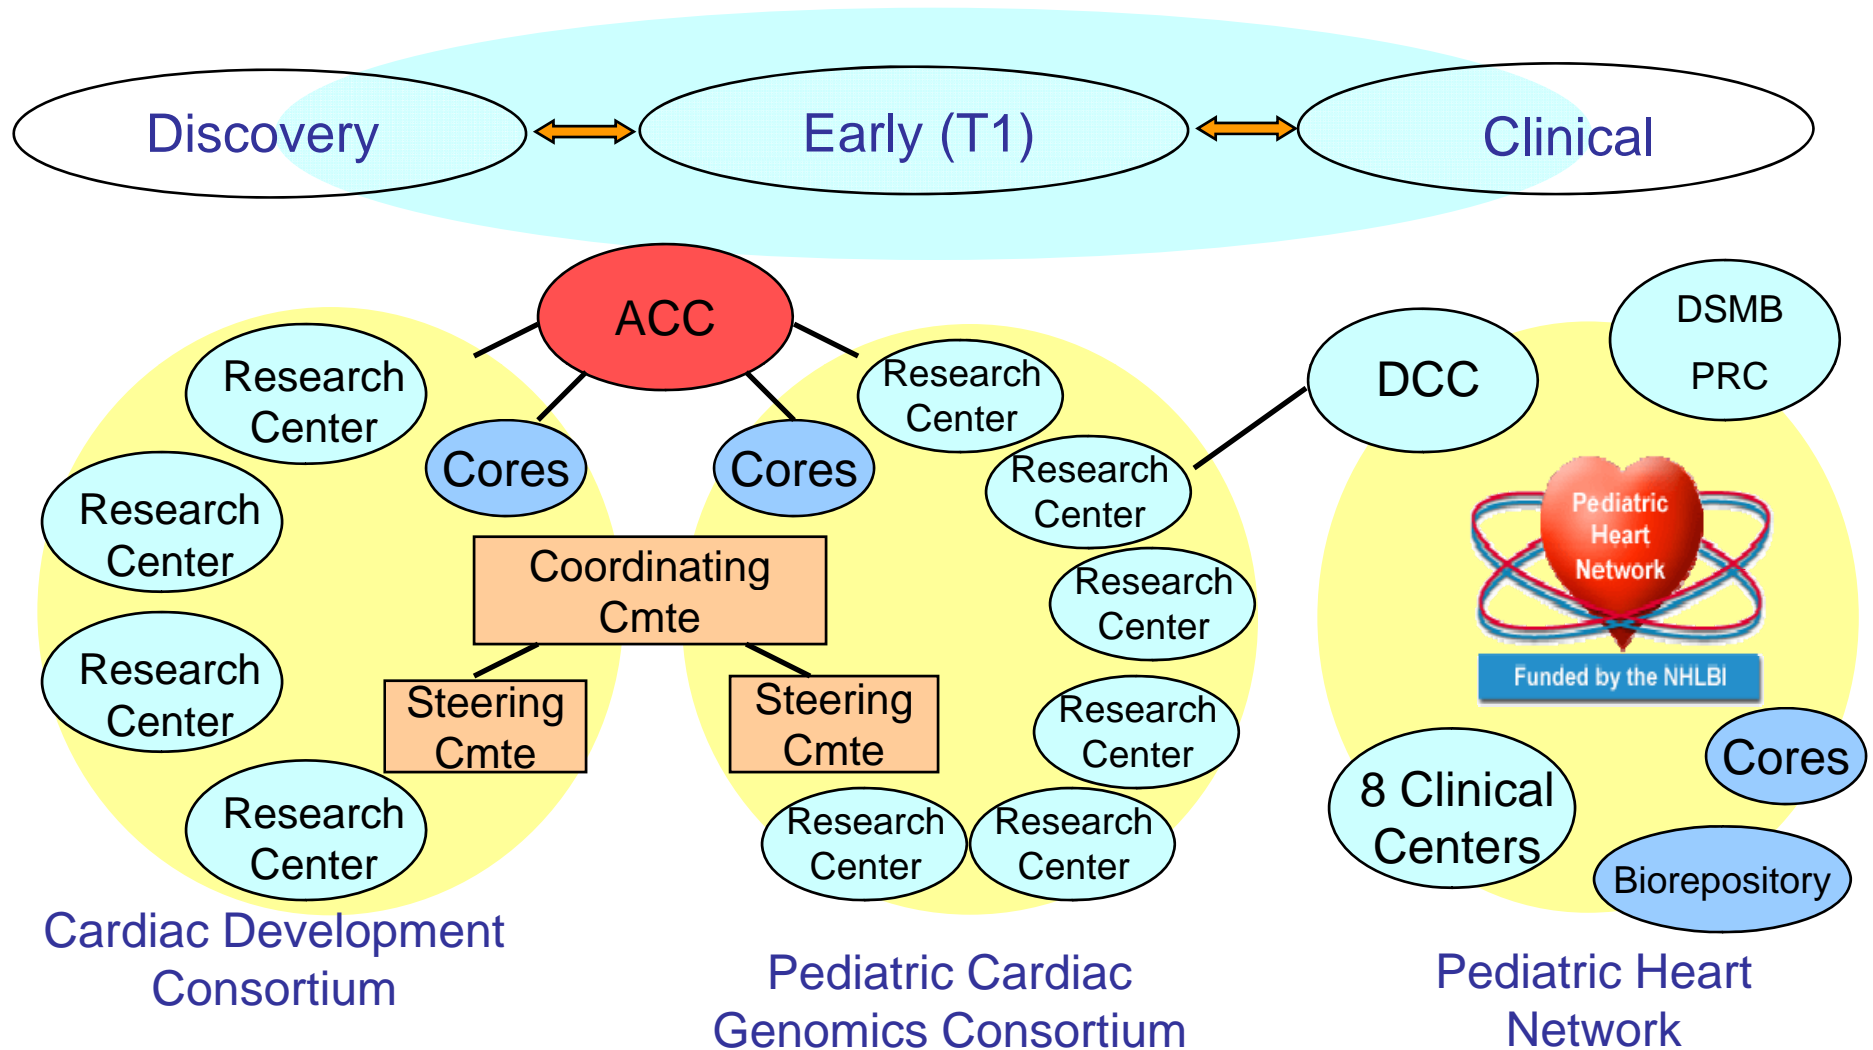 Discovery
Early (T1)
Clinical
ACC
Research
Center
Cores
Research
Center
Research
Center
Research
Center
Cores
Research
Center
Research
Center
Research
Center
Research
Center
Research
Center
Research
Center
Coordinating
Cmte
Steering
Cmte
Steering
Cmte
DCC
DSMB
PRC
Pediatric
Heart
Network
Funded by the NHLBI
8 Clinical
Centers
Cores
Biorepository
Cardiac Development
Consortium
Pediatric Cardiac
Genomics Consortium
Pediatric Heart
Network